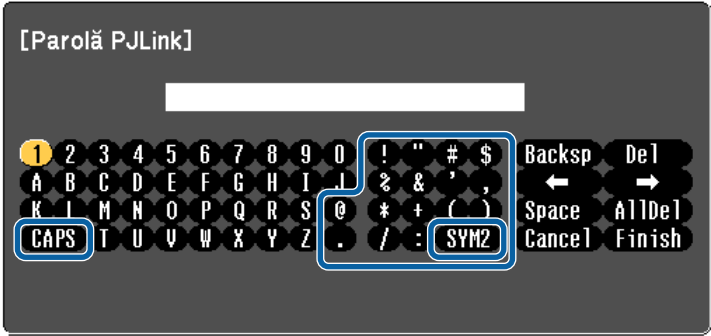 [Parolă PJLink]
1 2 3 4 5 6 7 8 9 0 ! " # $ Backsp Del
A B C D E F G H I J % & ' , ← →
K L M N O P Q R S @ * + ( ) Space AllDel
CAPS T U V W X Y Z . / : SYM2 Cancel Finish